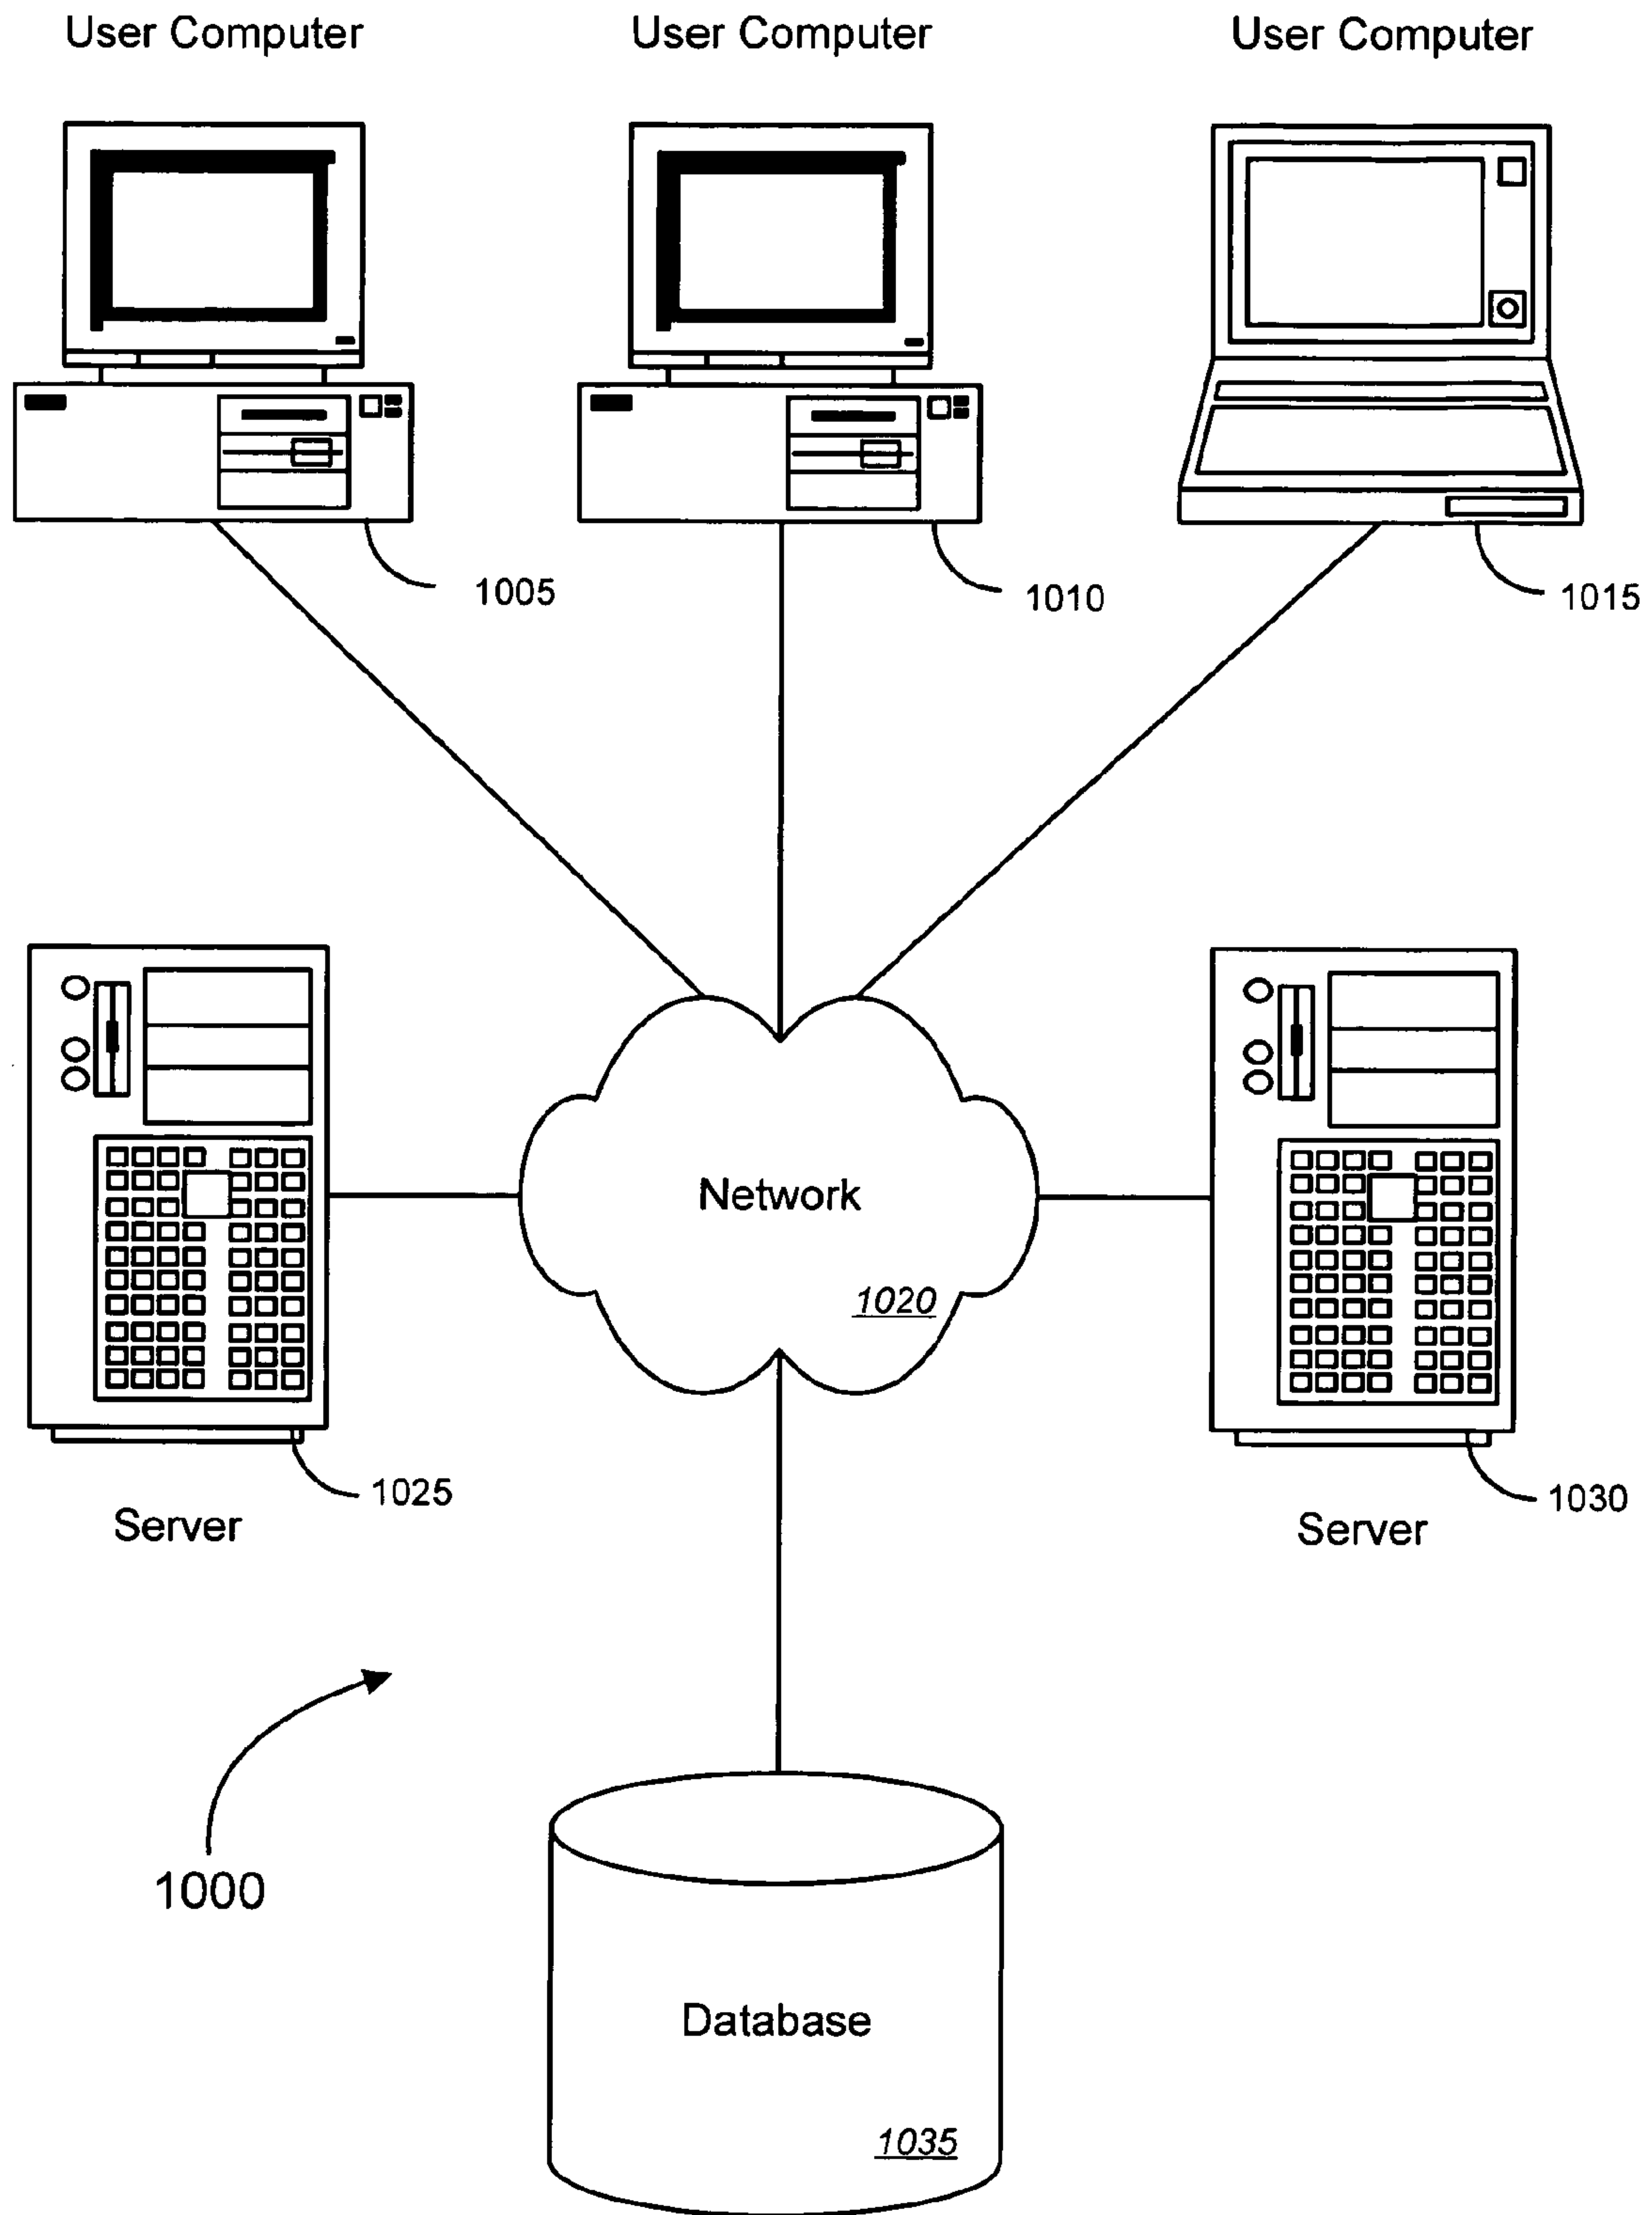 User Computer
User Computer
User Computer
1005
1010
1015
Network
1020
1025
Server
1030
Server
1000
Database
1035